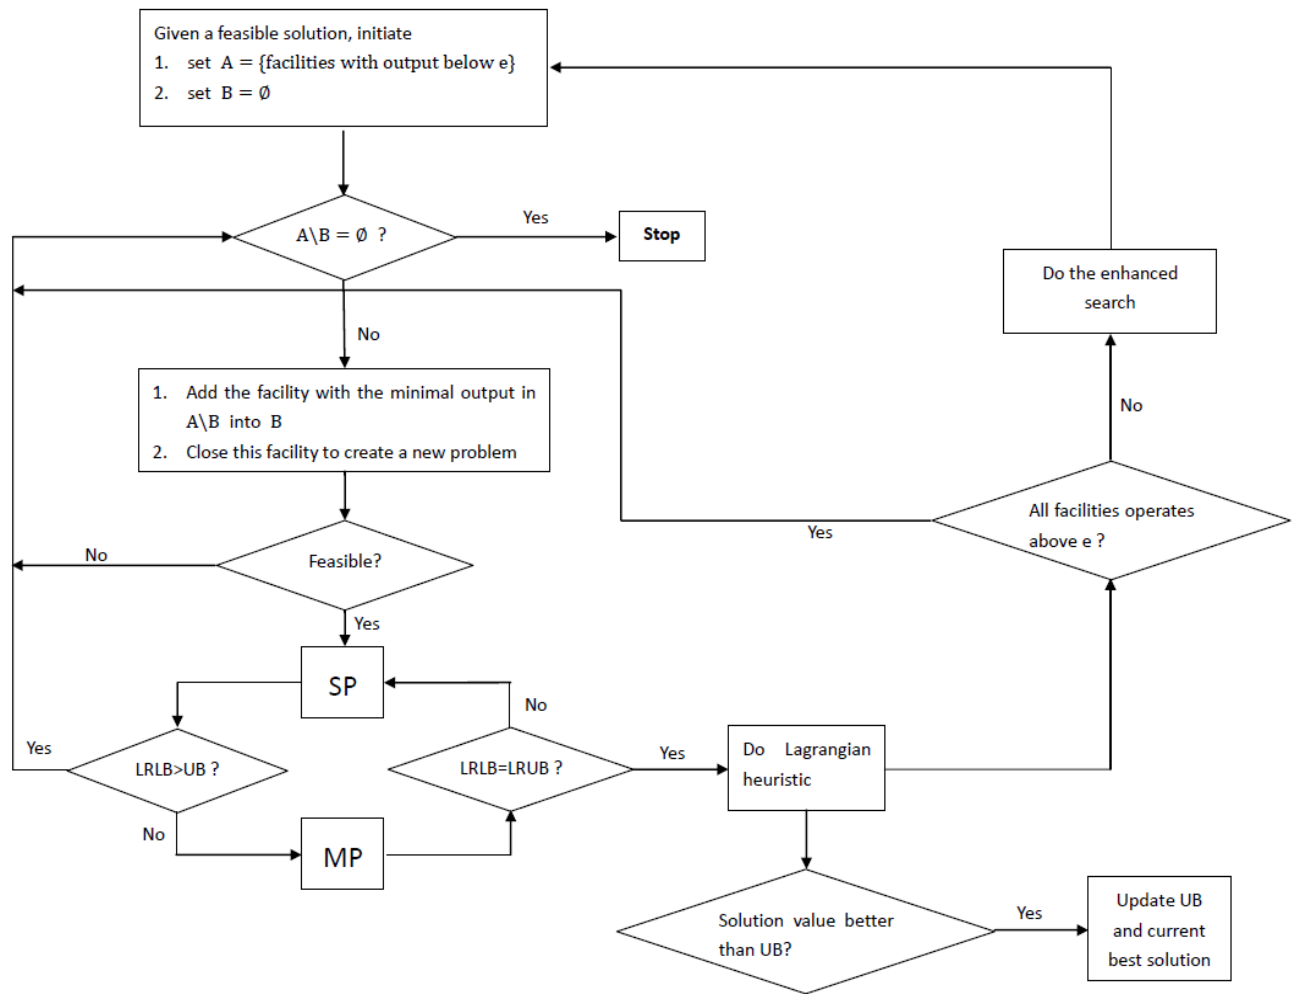 Given a feasible solution, initiate
1. set A = {facilities with output below e}
2. set B = ∅
A\B = ∅ ?
Yes
Stop
No
Do the enhanced
search
1. Add the facility with the minimal output in
A\B into B
2. Close this facility to create a new problem
No
All facilities operates
above e ?
Yes
Feasible?
No
Yes
SP
No
Yes
LRLB>UB ?
LRLB=LRUB ?
Yes
Do Lagrangian
heuristic
No
MP
Solution value better
than UB?
Yes
Update UB
and current
best solution